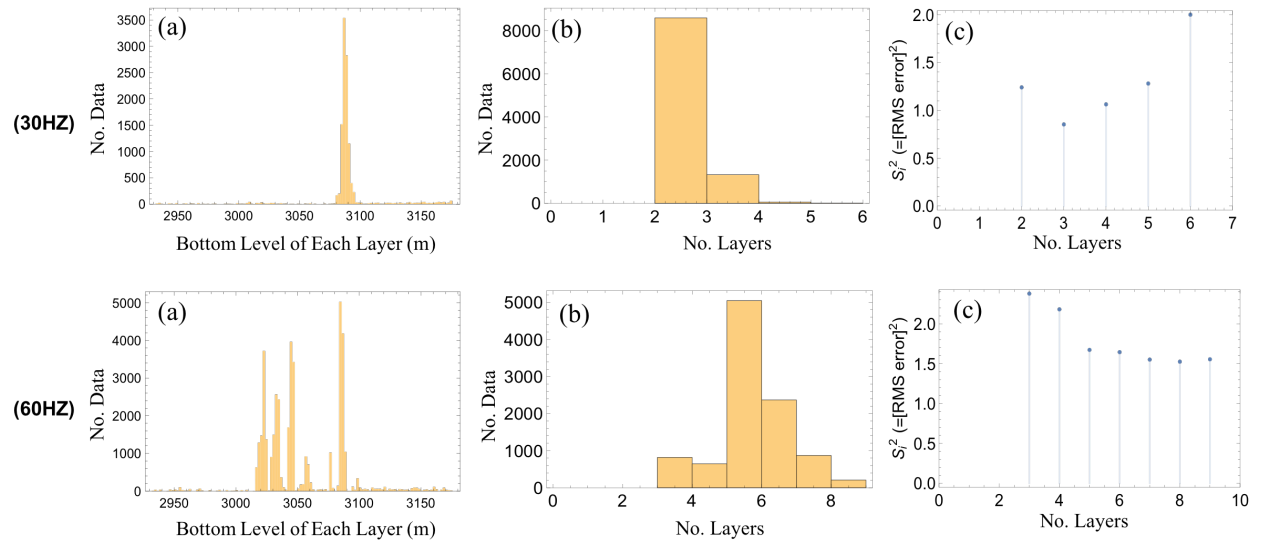 (30HZ)
(a)
No. Data
3500
3000
2500
2000
1500
1000
500
0
2950 3000 3050 3100 3150
Bottom Level of Each Layer (m)
(b)
No. Data
8000
6000
4000
2000
0
0 1 2 3 4 5 6
No. Layers
(c)
Si² (=[RMS error]²)
2.0
1.5
1.0
0.5
0.0
0 1 2 3 4 5 6 7
No. Layers
(60HZ)
(a)
No. Data
5000
4000
3000
2000
1000
0
2950 3000 3050 3100 3150
Bottom Level of Each Layer (m)
(b)
No. Data
5000
4000
3000
2000
1000
0
0 2 4 6 8
No. Layers
(c)
Si² (=[RMS error]²)
2.0
1.5
1.0
0.5
0.0
0 2 4 6 8 10
No. Layers